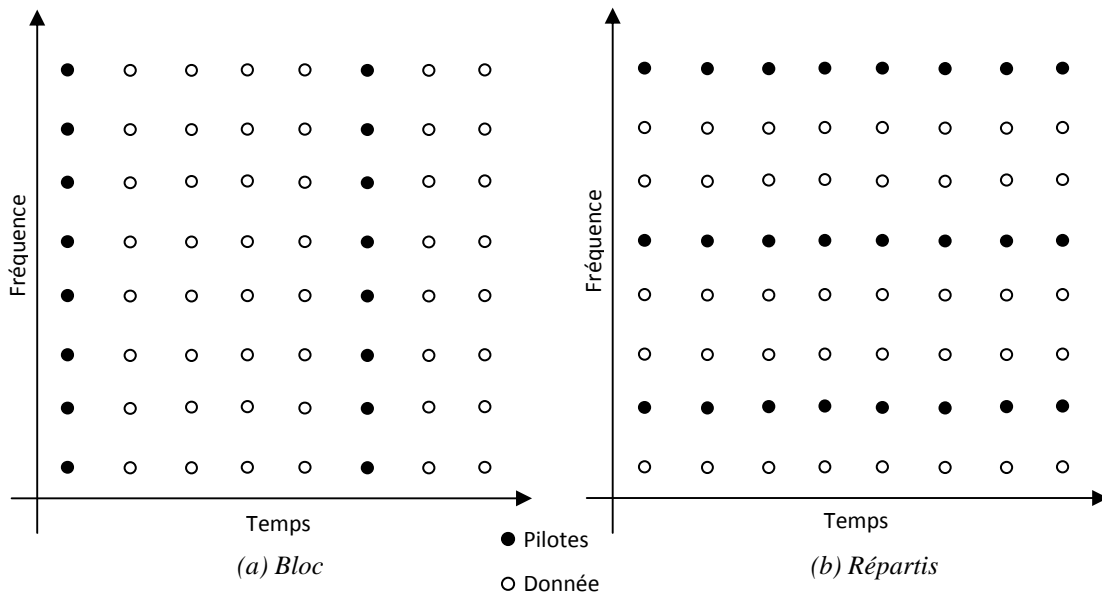 Fréquence
Temps
(a) Bloc
Fréquence
Temps
(b) Répartis
Pilotes
Donnée